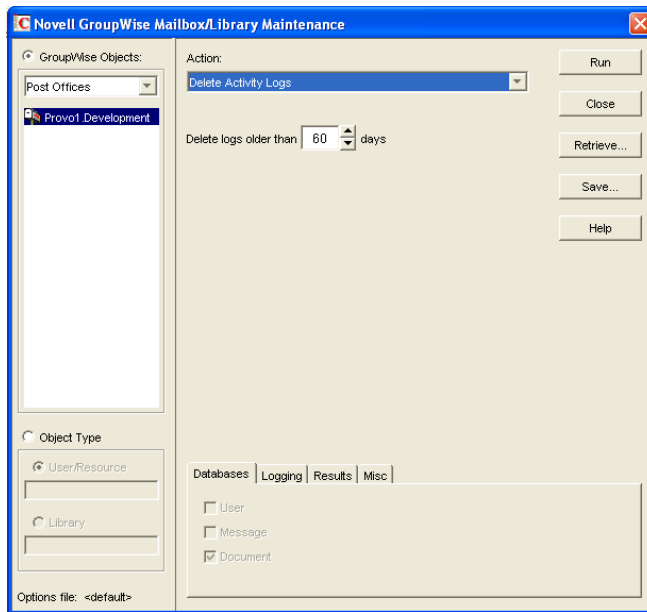 Novell GroupWise Mailbox/Library Maintenance
GroupWise Objects:
Post Offices
Provo1.Development
Object Type
User/Resource
Library
Options file: <default>
Action:
Delete Activity Logs
Delete logs older than 60 days
Databases Logging Results Misc
User
Message
Document
Run
Close
Retrieve...
Save...
Help